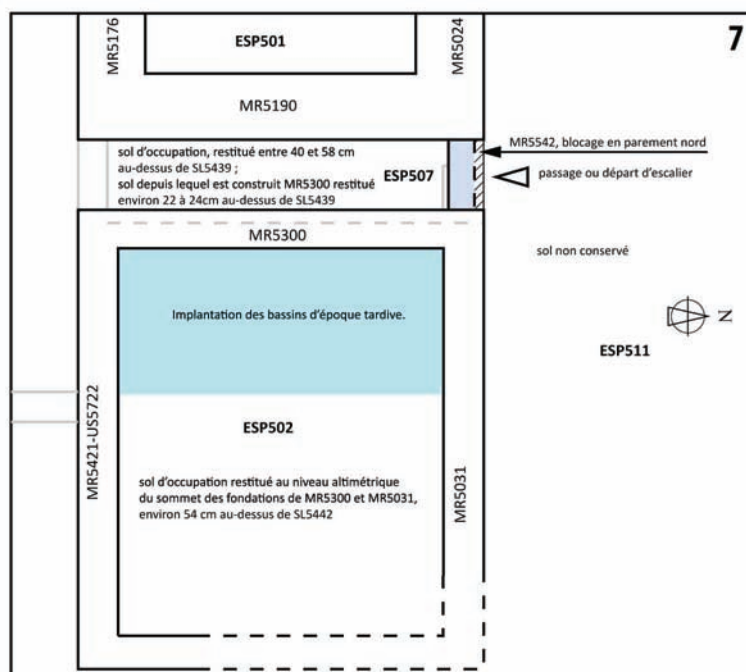 7
MR5176
ESP501
MR5024
MR5190
sol d'occupation, restitué entre 40 et 58 cm
au-dessus de SL5439 ;
sol depuis lequel est construit MR5300 restitué
environ 22 à 24cm au-dessus de SL5439
ESP507
MR5542, blocage en parement nord
passage ou départ d'escalier
MR5300
sol non conservé
Implantation des bassins d'époque tardive.
N
ESP511
MR5421-US5722
ESP502
MR5031
sol d'occupation restitué au niveau altimétrique
du sommet des fondations de MR5300 et MR5031,
environ 54 cm au-dessus de SL5442